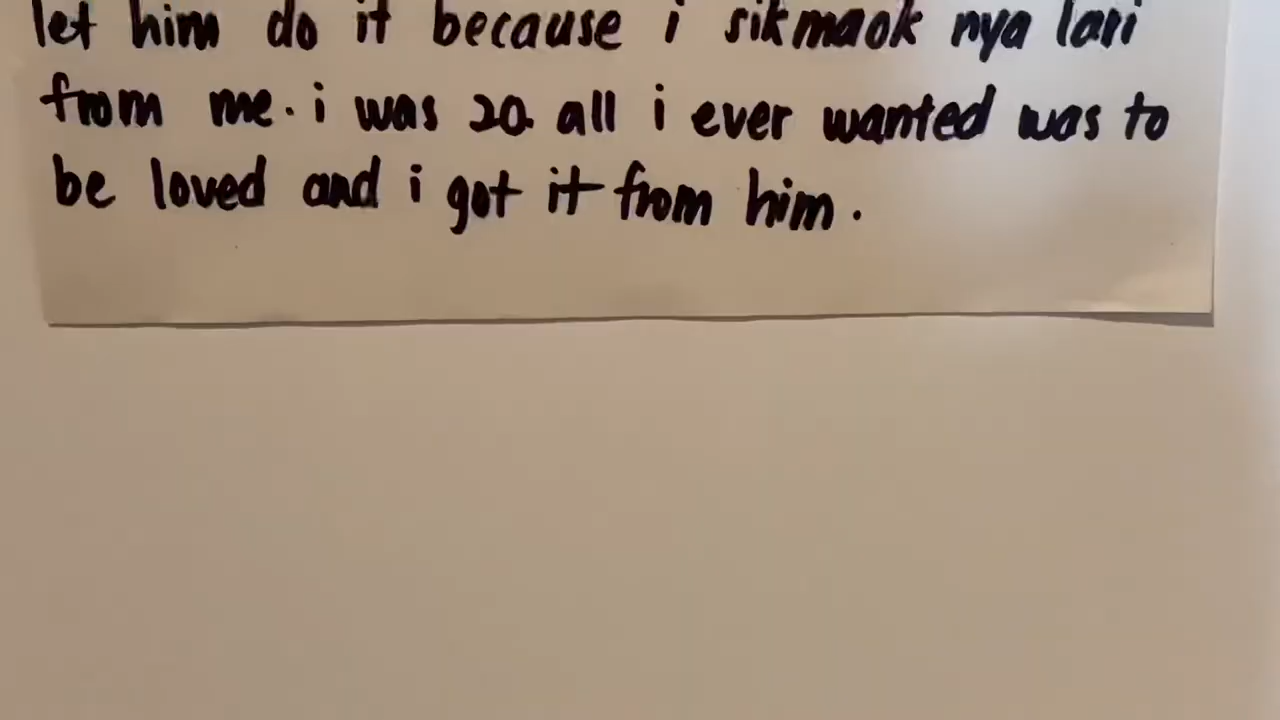 let him do it because i sikmaok nya lari
from me. i was 20. all i ever wanted was to
be loved and i got it from him.